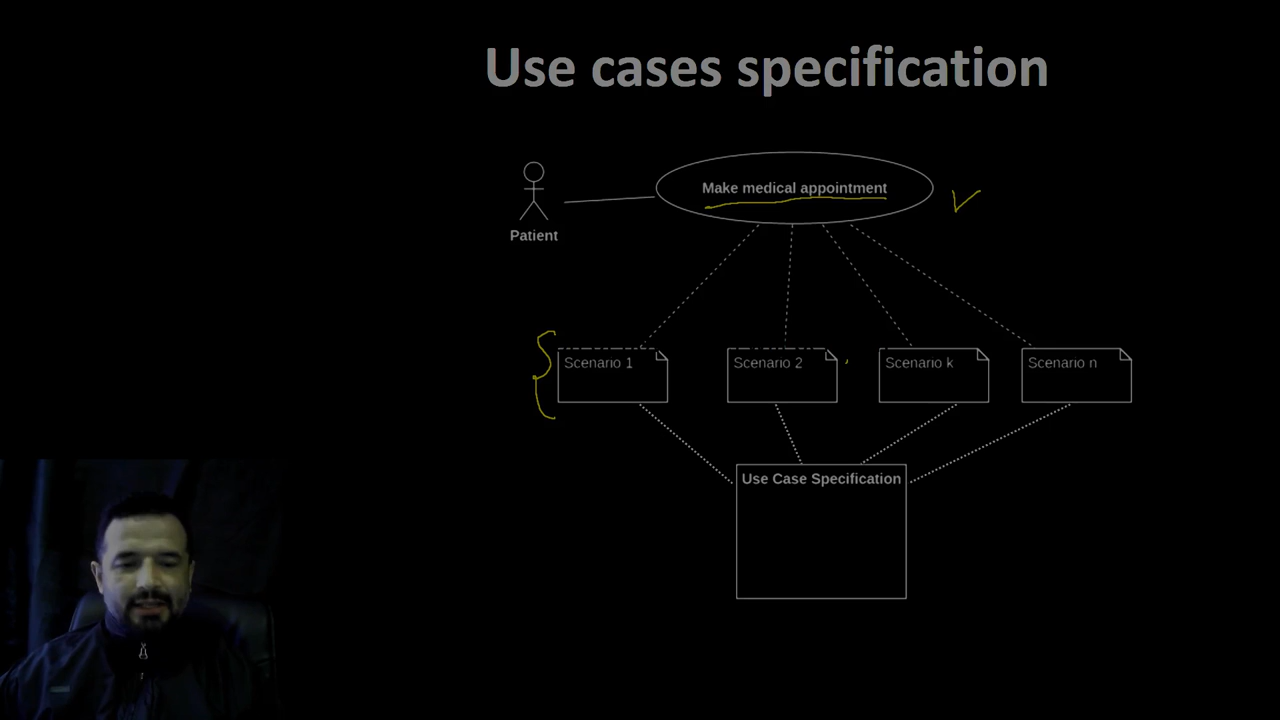 Use cases specification
Make medical appointment
Patient
Scenario 1
Scenario 2
Scenario k
Scenario n
Use Case Specification